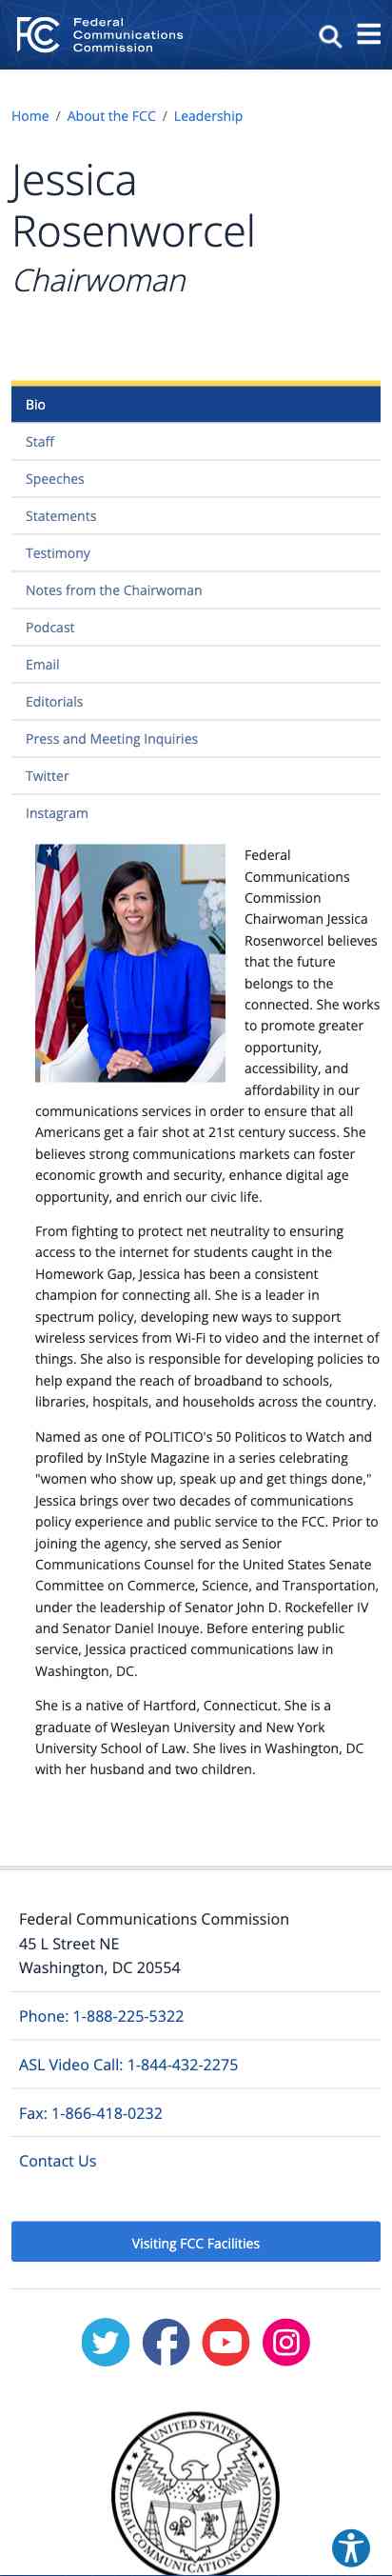 FCC Federal
Communications
Commission
Home / About the FCC / Leadership
Jessica
Rosenworcel
Chairwoman
Bio
Staff
Speeches
Statements
Testimony
Notes from the Chairwoman
Podcast
Email
Editorials
Press and Meeting Inquiries
Twitter
Instagram
Federal
Communications
Commission
Chairwoman Jessica
Rosenworcel believes
that the future
belongs to the
connected. She works
to promote greater
opportunity,
accessibility, and
affordability in our
communications services in order to ensure that all
Americans get a fair shot at 21st century success. She
believes strong communications markets can foster
economic growth and security, enhance digital age
opportunity, and enrich our civic life.
From fighting to protect net neutrality to ensuring
access to the internet for students caught in the
Homework Gap, Jessica has been a consistent
champion for connecting all. She is a leader in
spectrum policy, developing new ways to support
wireless services from Wi-Fi to video and the internet of
things. She also is responsible for developing policies to
help expand the reach of broadband to schools,
libraries, hospitals, and households across the country.
Named as one of POLITICO's 50 Politicos to Watch and
profiled by InStyle Magazine in a series celebrating
"women who show up, speak up and get things done,"
Jessica brings over two decades of communications
policy experience and public service to the FCC. Prior to
joining the agency, she served as Senior
Communications Counsel for the United States Senate
Committee on Commerce, Science, and Transportation,
under the leadership of Senator John D. Rockefeller IV
and Senator Daniel Inouye. Before entering public
service, Jessica practiced communications law in
Washington, DC.
She is a native of Hartford, Connecticut. She is a
graduate of Wesleyan University and New York
University School of Law. She lives in Washington, DC
with her husband and two children.
Federal Communications Commission
45 L Street NE
Washington, DC 20554
Phone: 1-888-225-5322
ASL Video Call: 1-844-432-2275
Fax: 1-866-418-0232
Contact Us
Visiting FCC Facilities
UNITED STATES
FEDERAL COMMUNICATIONS COMMISSION